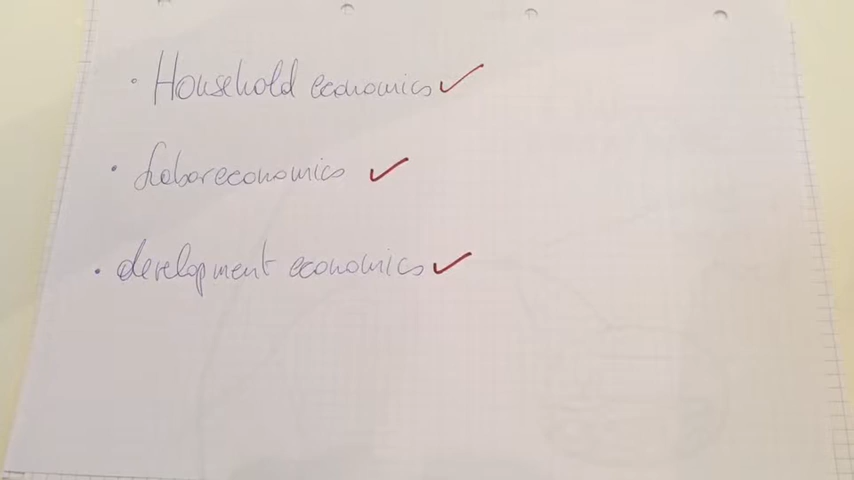 • Household economics ✓
• Laboreconomics ✓
• development economics ✓